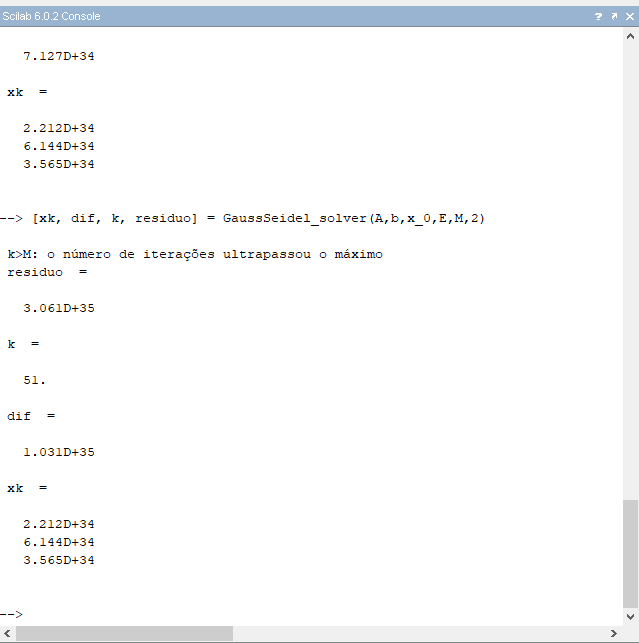 Scilab 6.0.2 Console
7.127D+34
xk =
2.212D+34
6.144D+34
3.565D+34
--> [xk, dif, k, residuo] = GaussSeidel_solver(A,b,x_0,E,M,2)
k>M: o número de iterações ultrapassou o máximo
residuo =
3.061D+35
k =
51.
dif =
1.031D+35
xk =
2.212D+34
6.144D+34
3.565D+34
-->